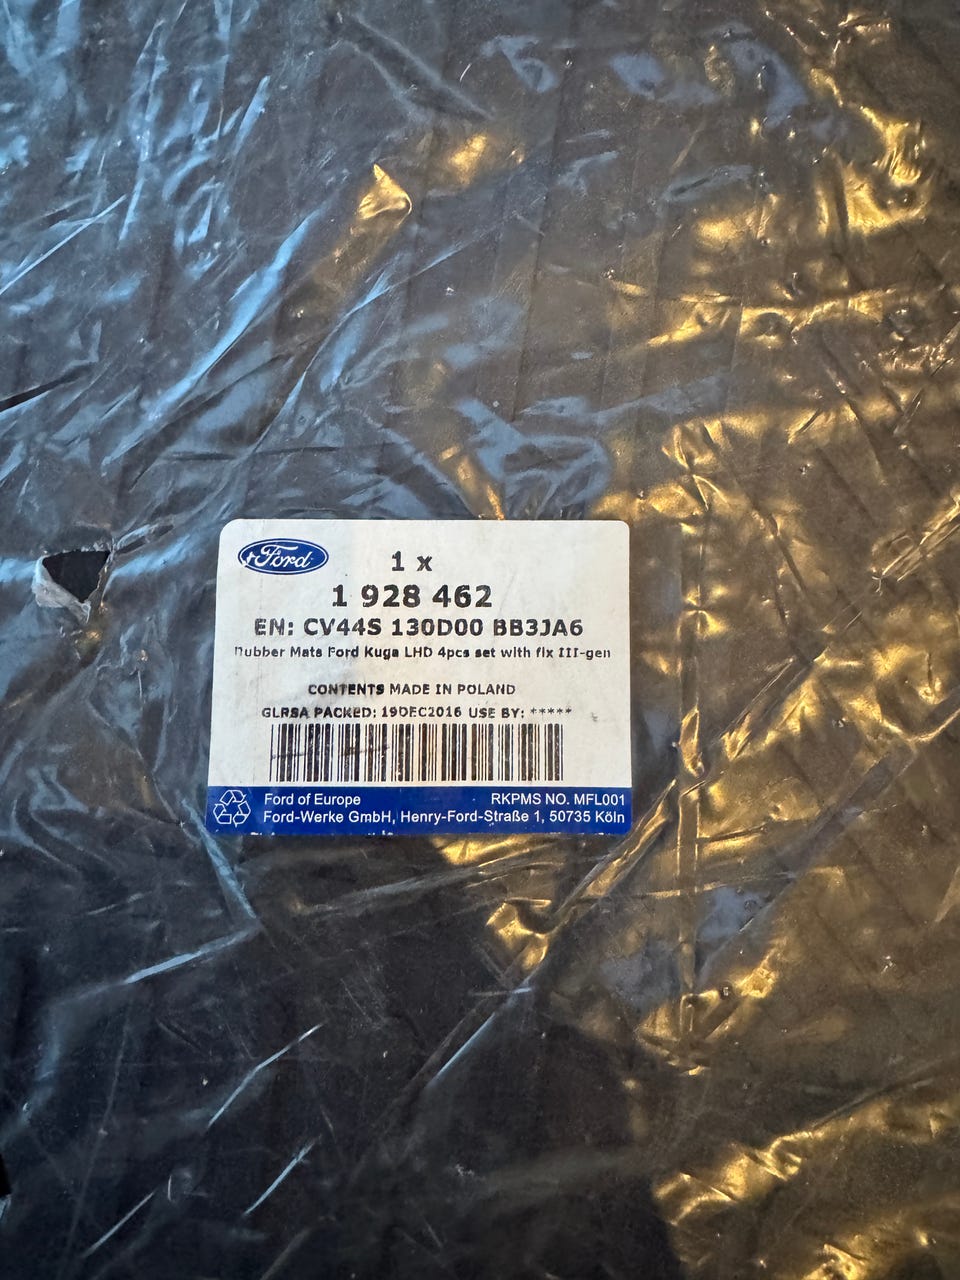 Ford
1 x
1 928 462
EN: CV44S 130D00 BB3JA6
Rubber Mats Ford Kuga LHD 4pcs set with fix III-gen
CONTENTS MADE IN POLAND
GLRSA PACKED: 19DEC2016 USE BY: *****
Ford of Europe
RKPMS NO. MFL001
Ford-Werke GmbH, Henry-Ford-Straße 1, 50735 Köln